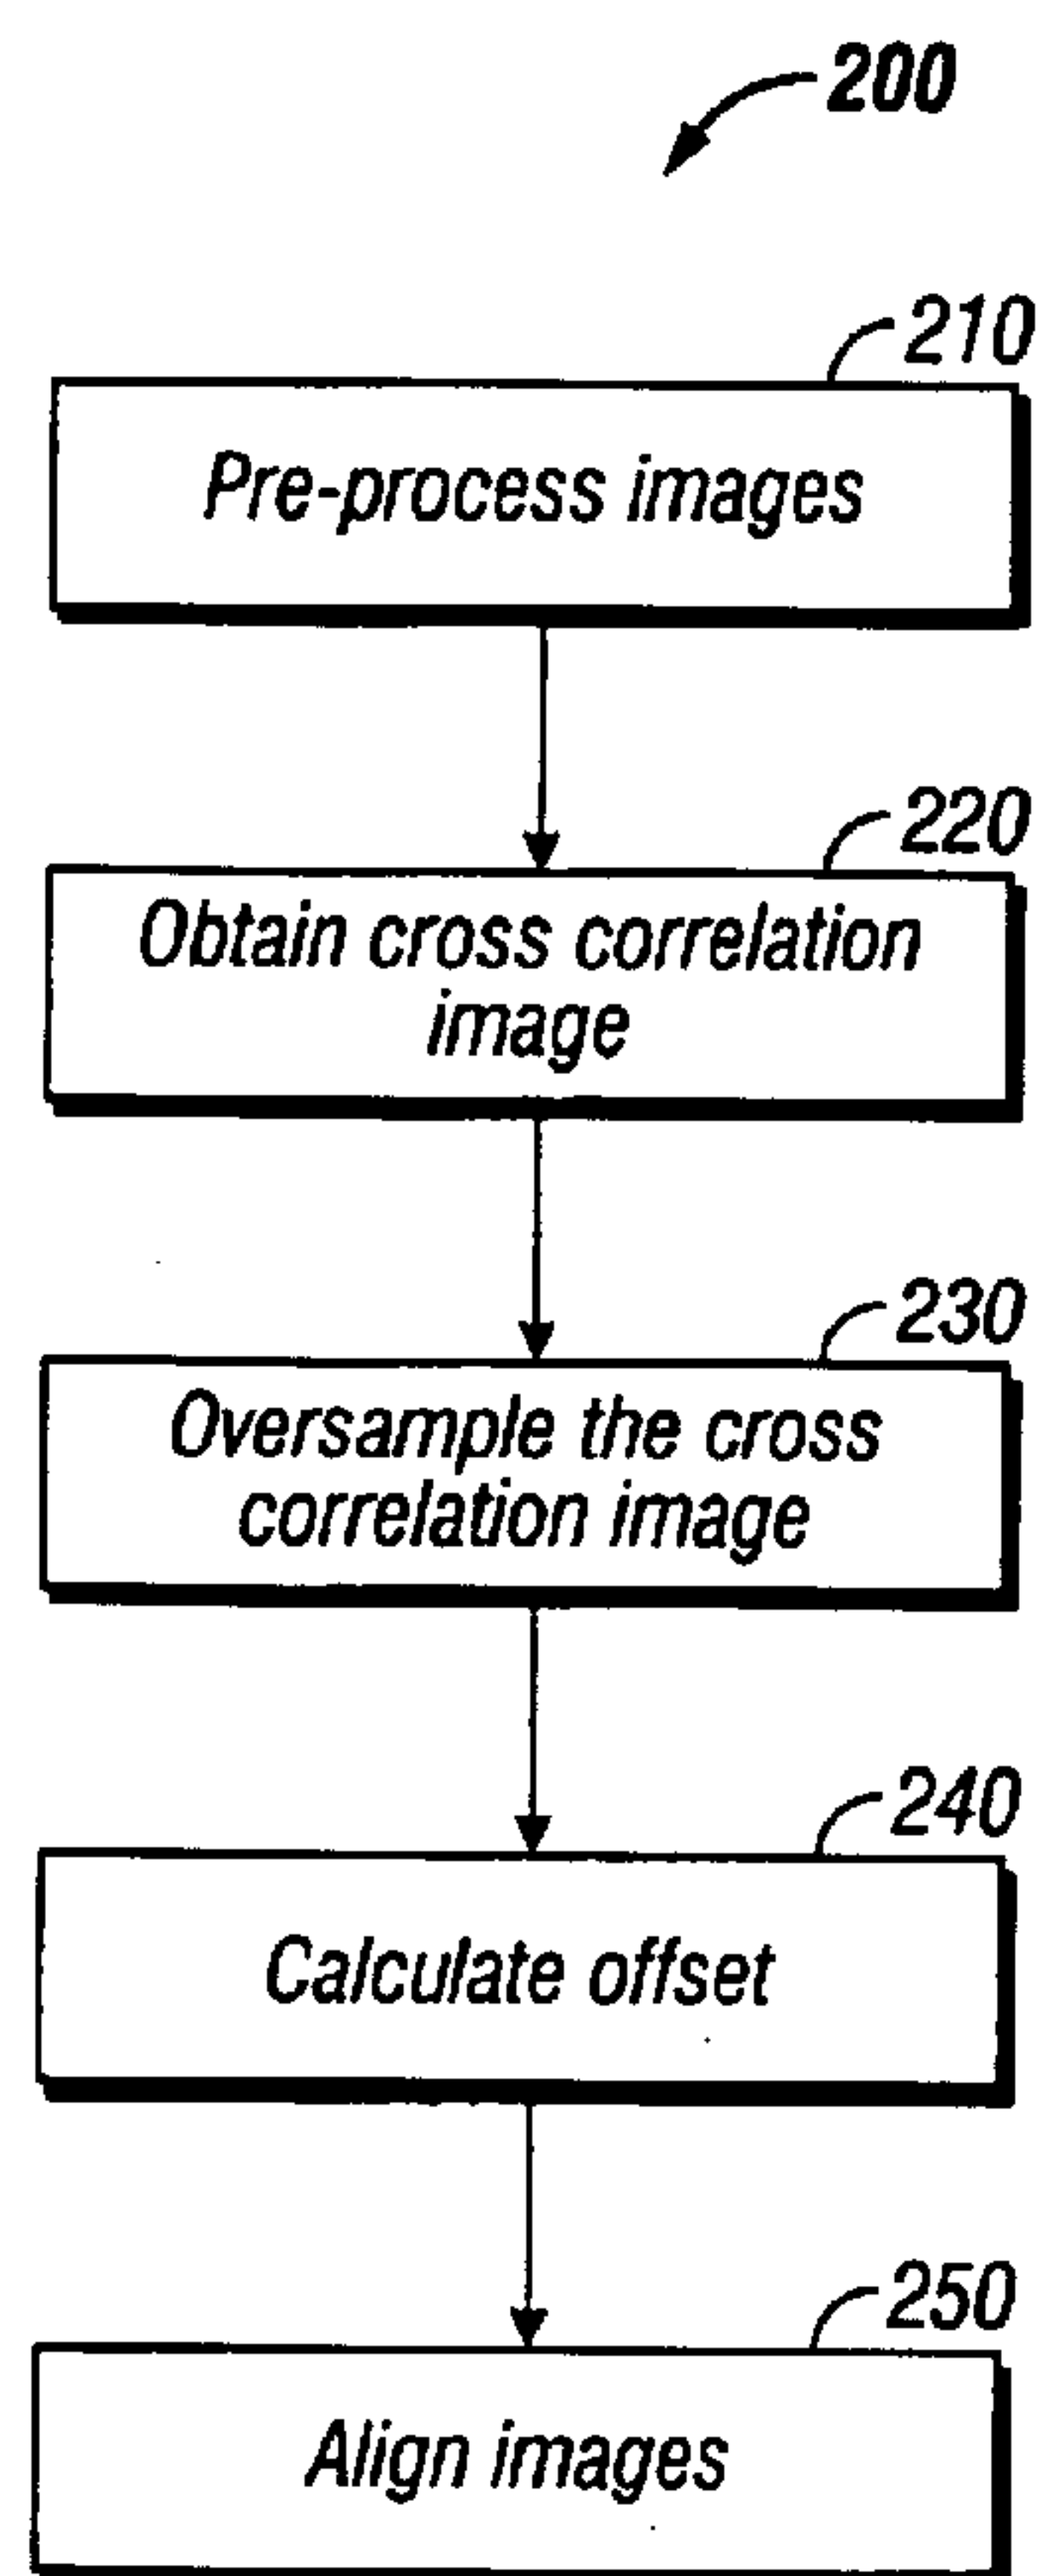 200
210
Pre-process images
220
Obtain cross correlation
image
230
Oversample the cross
correlation image
240
Calculate offset
250
Align images